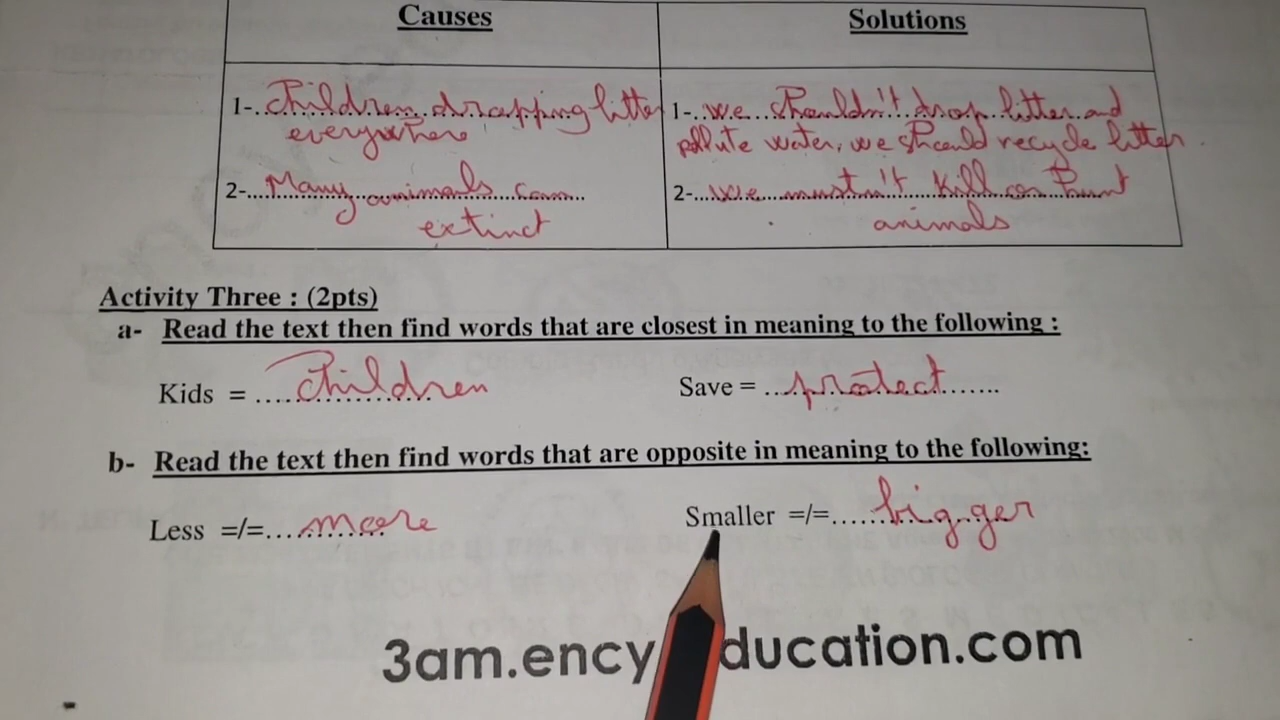 Causes
Solutions
1-..children dropping litter
everywhere
2-....Many animals can
extinct
1-..we shouldn't drop litter and
pollute water, we should recycle litter
2-....we mustn't kill or hunt
animals
Activity Three : (2pts)
a- Read the text then find words that are closest in meaning to the following :
Kids = ....children
Save = ...protect.......
b- Read the text then find words that are opposite in meaning to the following:
Less =/=....more
Smaller =/=......bigger
3am.ency ducation.com